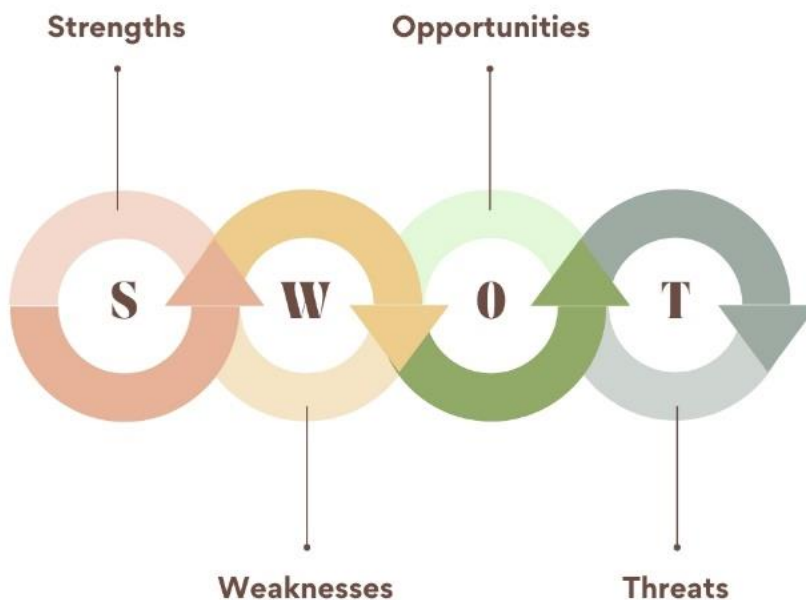 Strengths
Opportunities
S
W
O
T
Weaknesses
Threats